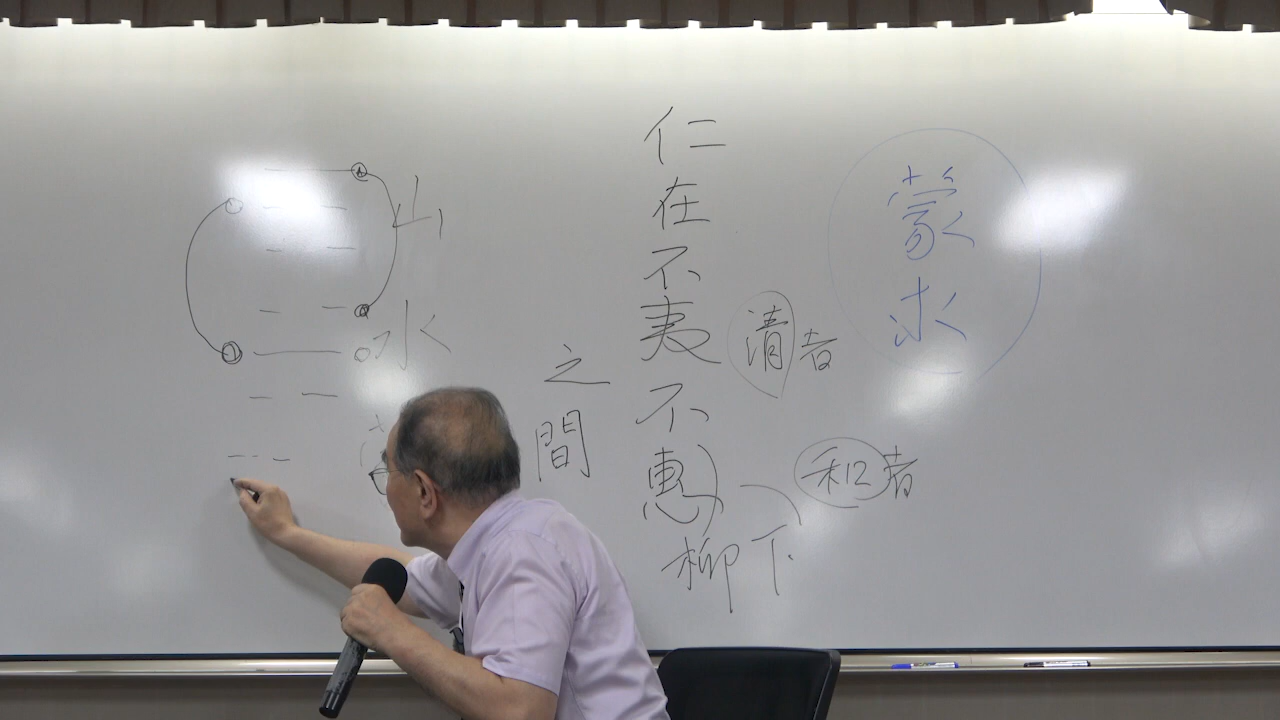 蒙求
仁在不夷不惠
清者
和者
柳下
之間
山
水